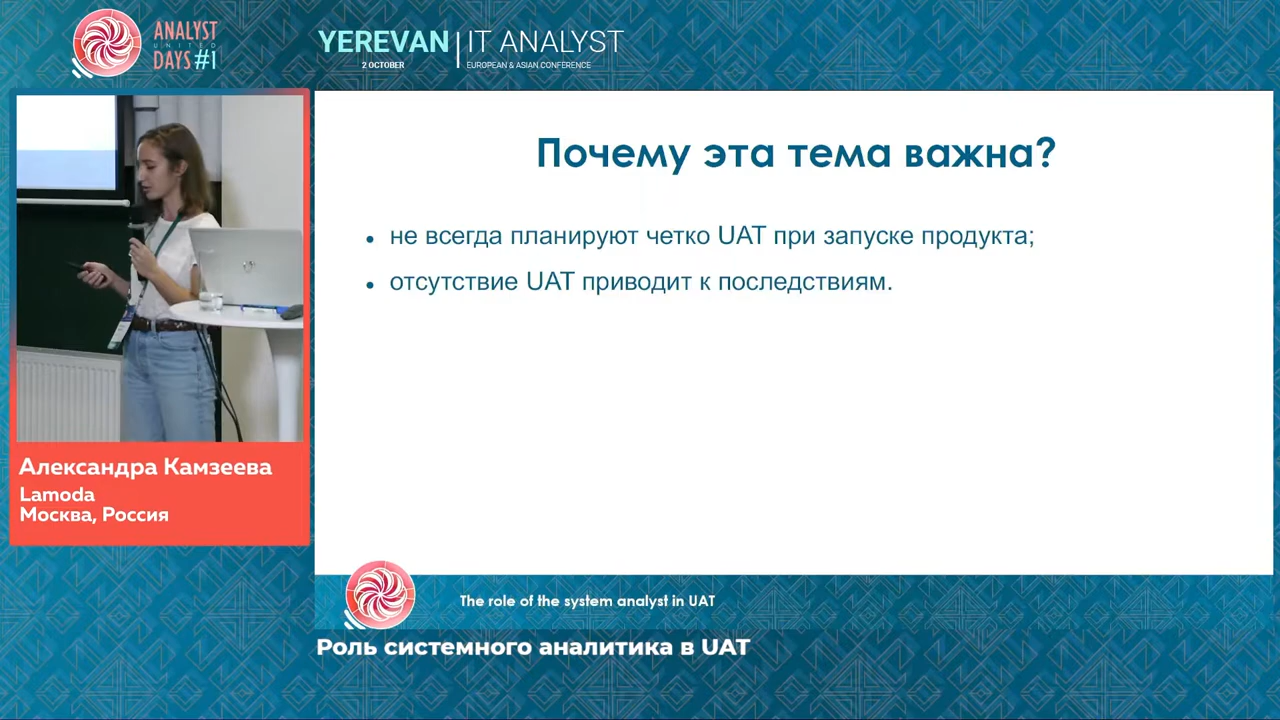 ANALYST
UNITED
DAYS #1
YEREVAN | IT ANALYST
2 OCTOBER
EUROPEAN & ASIAN CONFERENCE
Почему эта тема важна?
• не всегда планируют четко UAT при запуске продукта;
• отсутствие UAT приводит к последствиям.
Александра Камзеева
Lamoda
Москва, Россия
The role of the system analyst in UAT
Роль системного аналитика в UAT